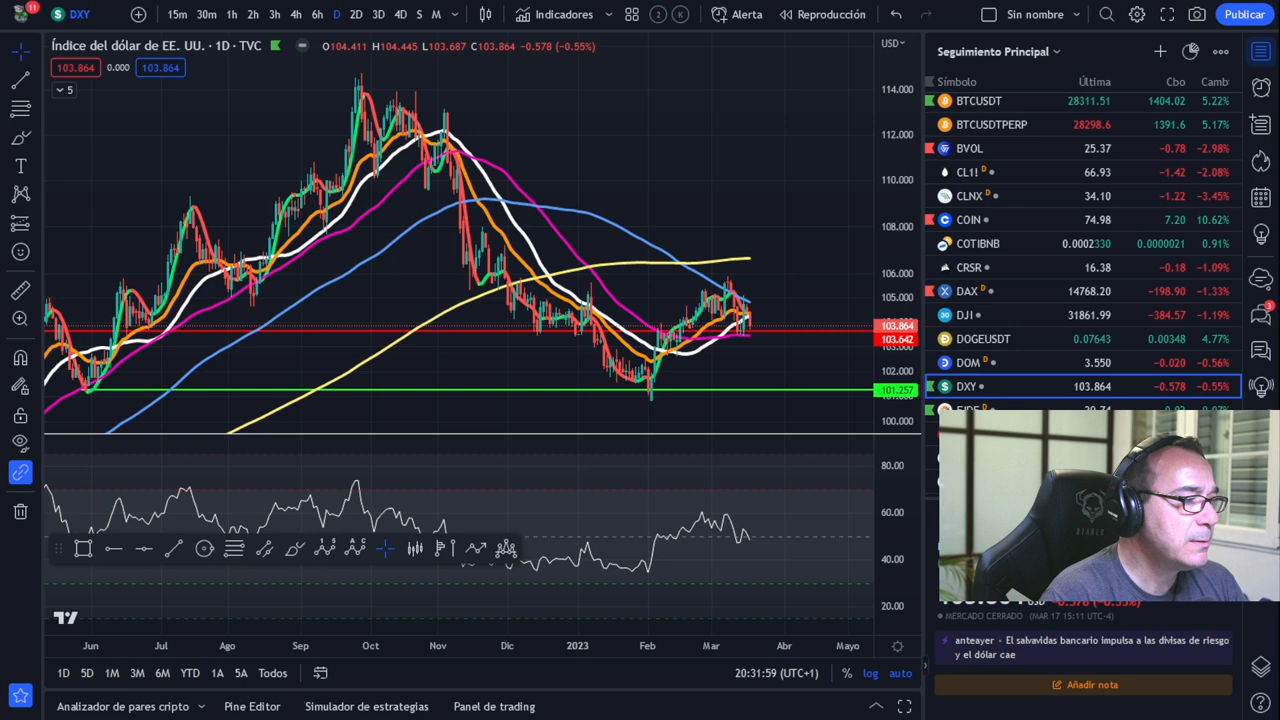 11
DXY
15m 30m 1h 2h 3h 4h 6h D 2D 3D 4D S M
Indicadores
2 K
Alerta
Reproducción
Sin nombre
Publicar
Índice del dólar de EE. UU. · 1D · TVC
O104.411 H104.445 L103.687 C103.864 -0.578 (-0.55%)
103.864 0.000 103.864
5
USD
114.000
112.000
110.000
108.000
106.000
105.000
103.864
103.642
103.000
102.000
101.257
100.000
80.00
60.00
40.00
20.00
Jun Jul Ago Sep Oct Nov Dic 2023 Feb Mar Abr Mayo
1D 5D 1M 3M 6M YTD 1A 5A Todos
20:31:59 (UTC+1) % log auto
Analizador de pares cripto Pine Editor Simulador de estrategias Panel de trading
Seguimiento Principal
Símbolo Última Cbo Camb
BTCUSDT 28311.51 1404.02 5.22%
BTCUSDTPERP 28298.6 1391.6 5.17%
BVOL 25.37 -0.78 -2.98%
CL1! D 66.93 -1.42 -2.08%
CLNX D 34.10 -1.22 -3.45%
COIN 74.98 7.20 10.62%
COTIBNB 0.0002330 0.0000021 0.91%
CRSR 16.38 -0.18 -1.09%
DAX D 14768.20 -198.90 -1.33%
DJI 31861.99 -384.57 -1.19%
DOGEUSDT 0.07643 0.00348 4.77%
DOM D 3.550 -0.020 -0.56%
DXY 103.864 -0.578 -0.55%
3
MERCADO CERRADO (MAR 17 15:11 UTC-4)
anteayer · El salvavidas bancario impulsa a las divisas de riesgo
y el dólar cae
Añadir nota